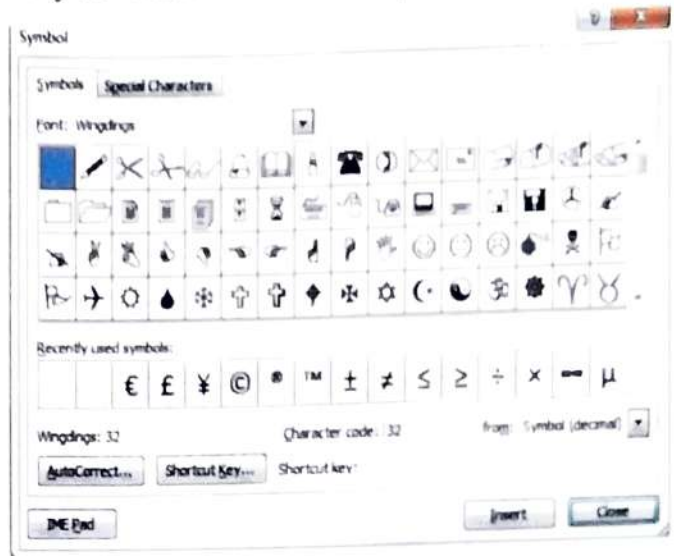 Symbol
Symbols Special Characters
Font: Wingdings
Recently used symbols:
€ £ ¥ © ® ™ ± ≠ ≤ ≥ ÷ × µ
Wingdings: 32 Character code: 32 from: Symbol (decimal)
AutoCorrect... Shortcut Key... Shortcut key:
IME Pad Insert Close